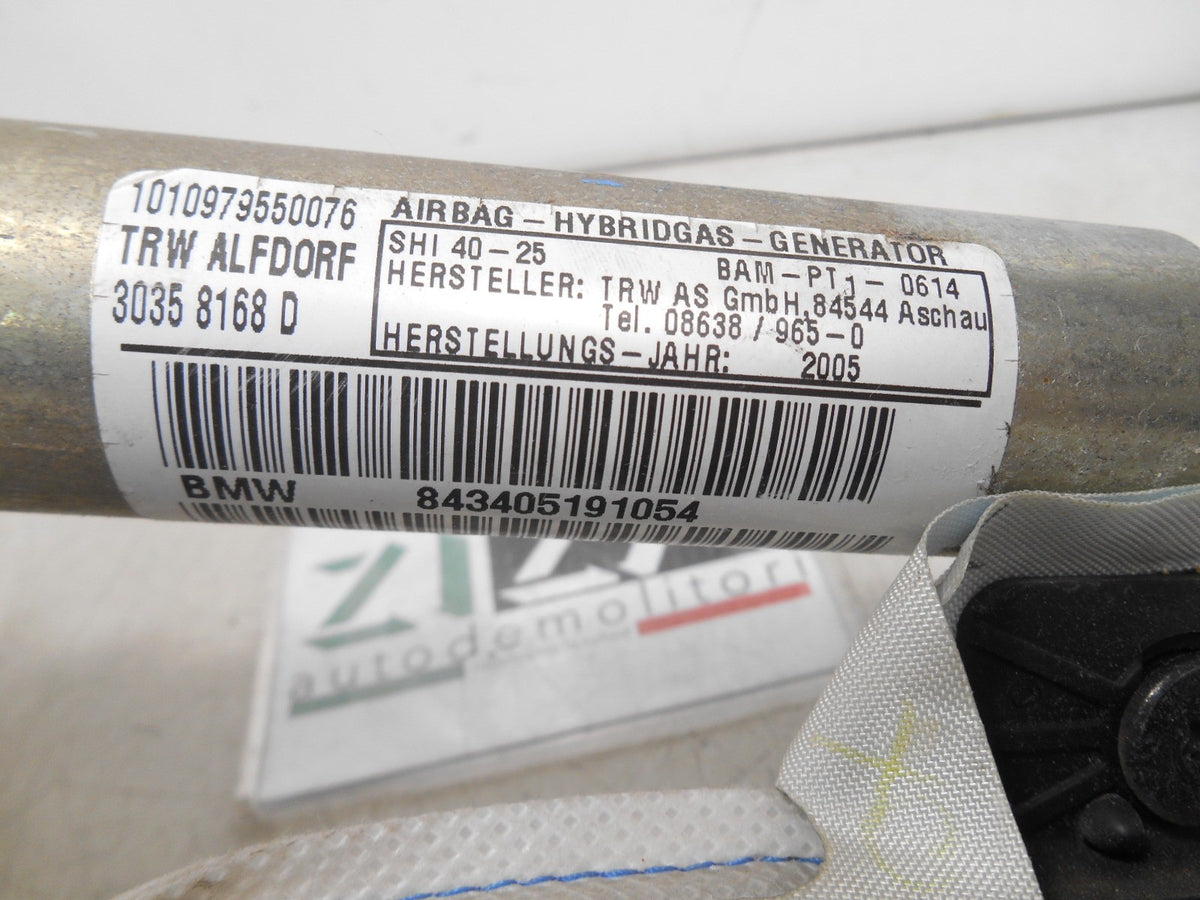 1010979550076
TRW ALFDORF
3035 8168 D
AIRBAG - HYBRIDGAS - GENERATOR
SHI 40-25 BAM-PT1- 0614
HERSTELLER: TRW AS GmbH, 84544 Aschau
Tel. 08638 / 965-0
HERSTELLUNGS-JAHR: 2005
BMW 843405191054
autodemolitori